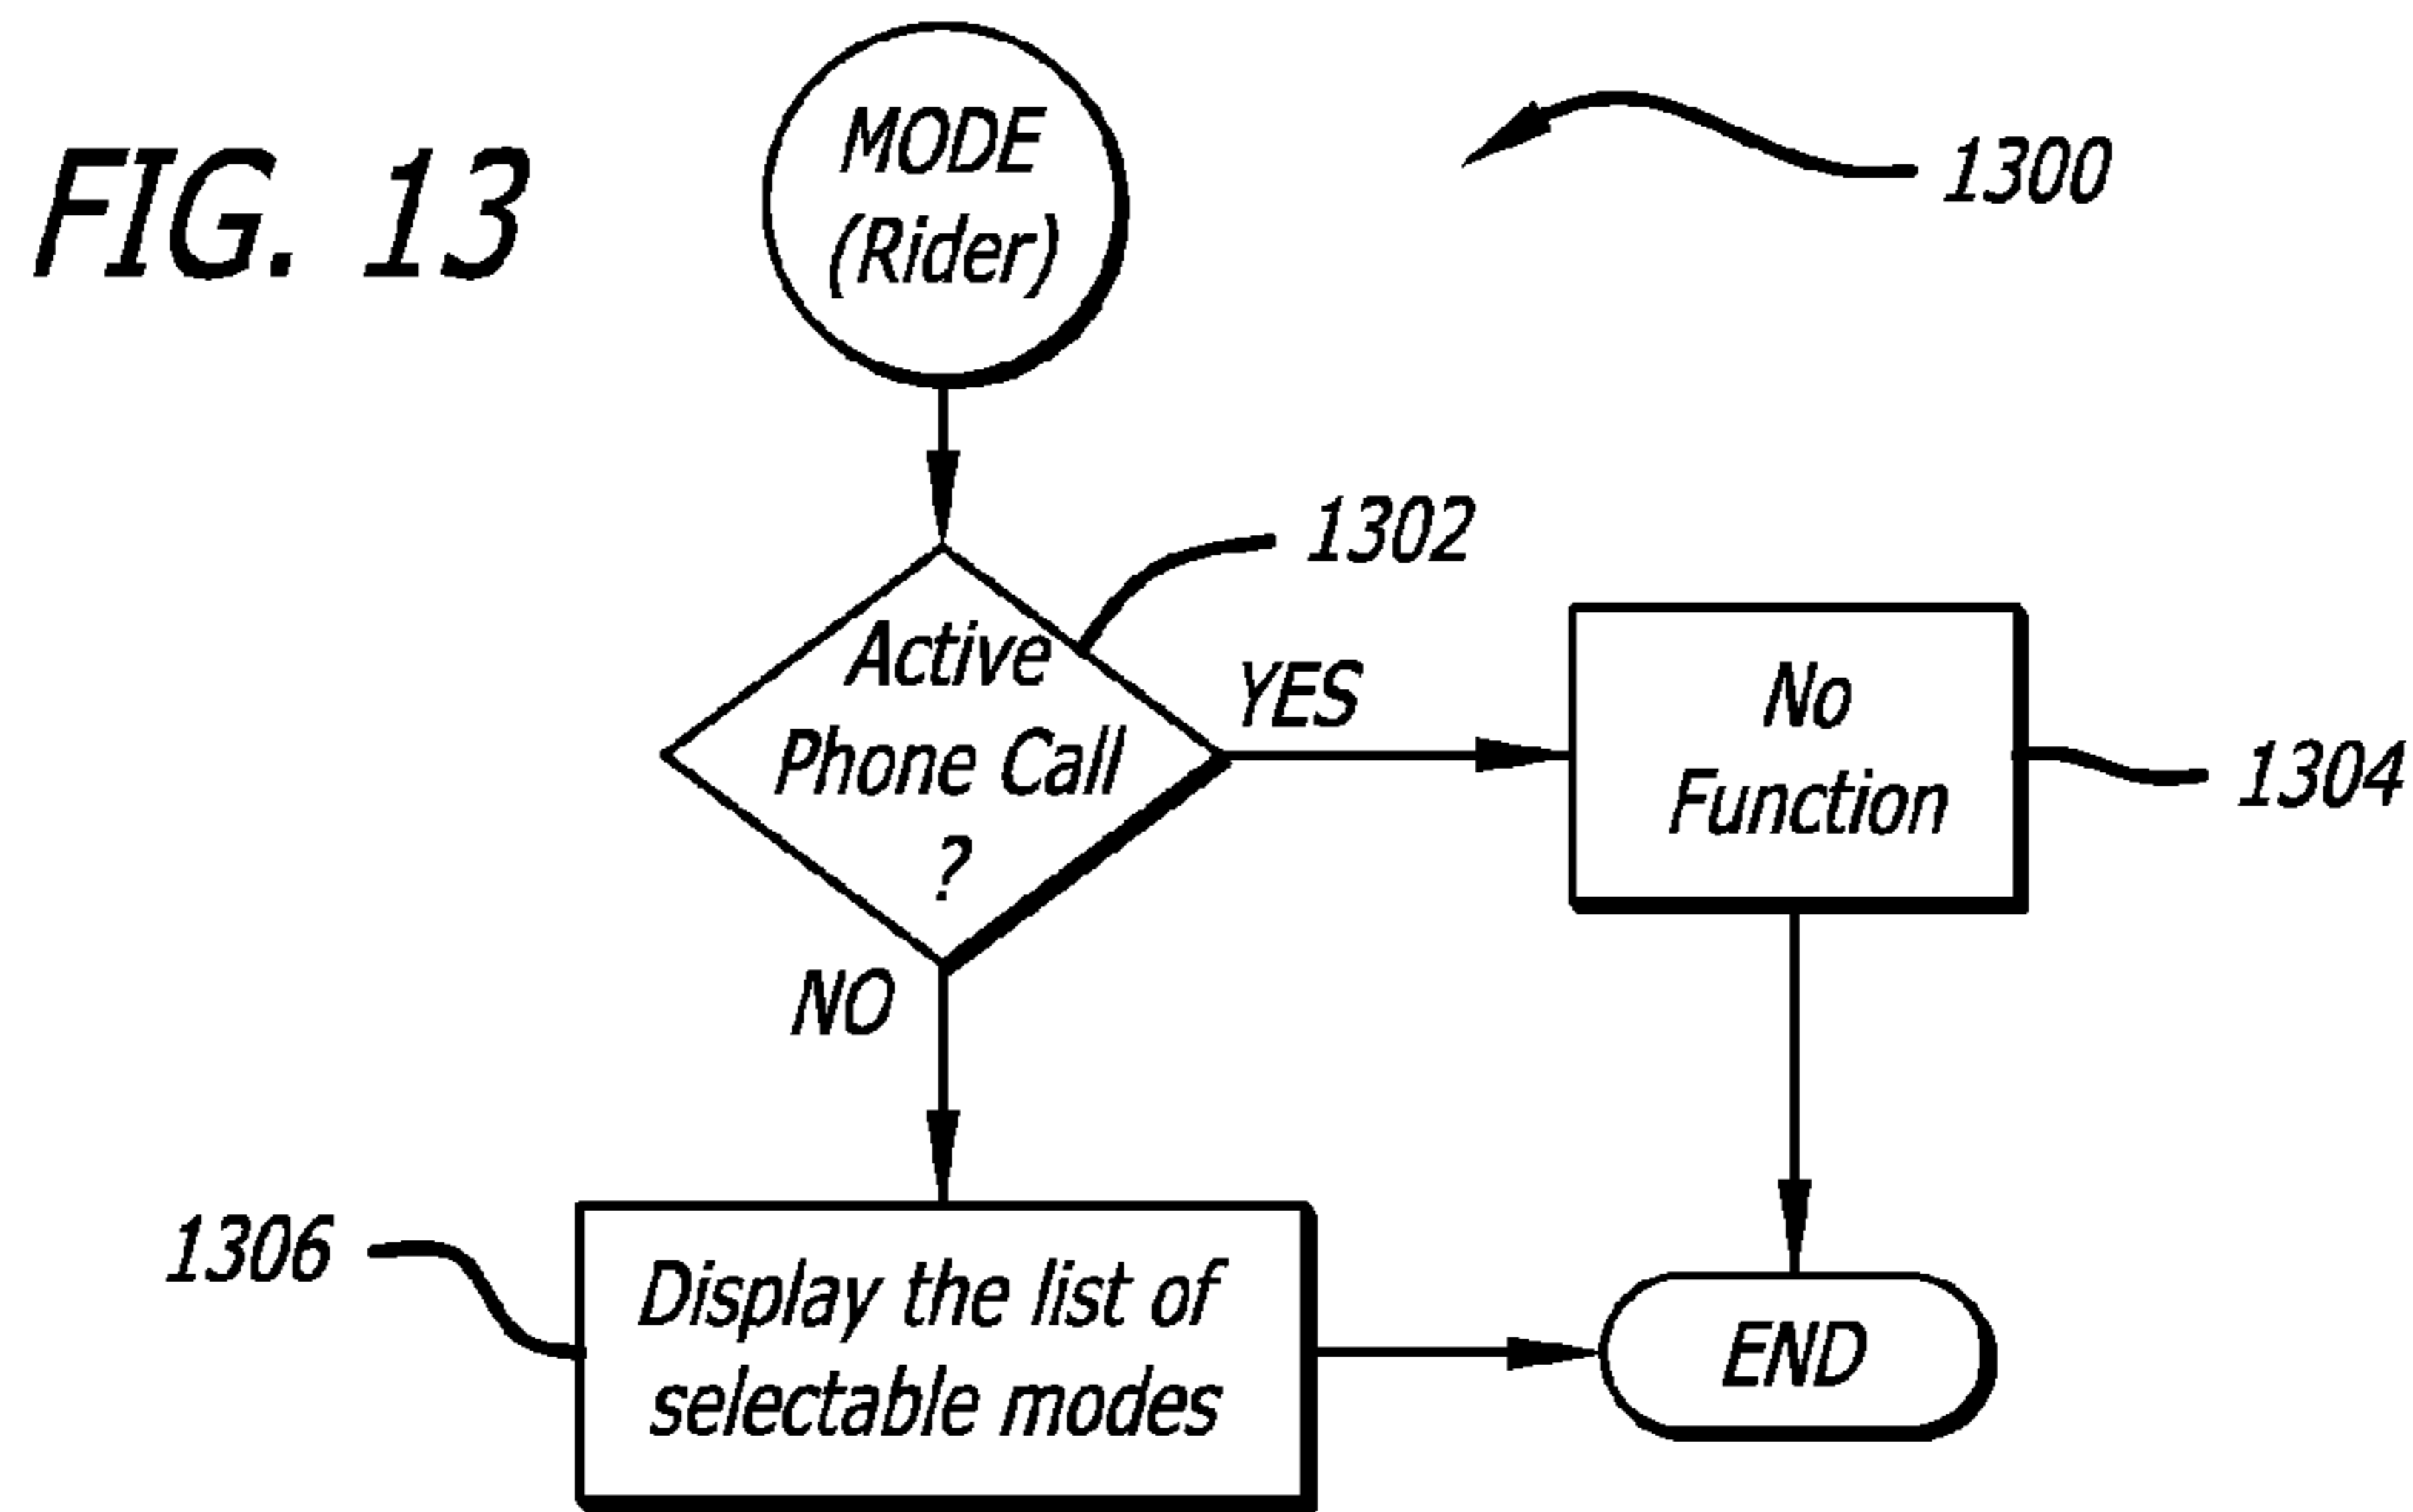 FIG. 13
MODE
(Rider)
1300
1302
Active
Phone Call
?
YES
No
Function
1304
NO
1306
Display the list of
selectable modes
END